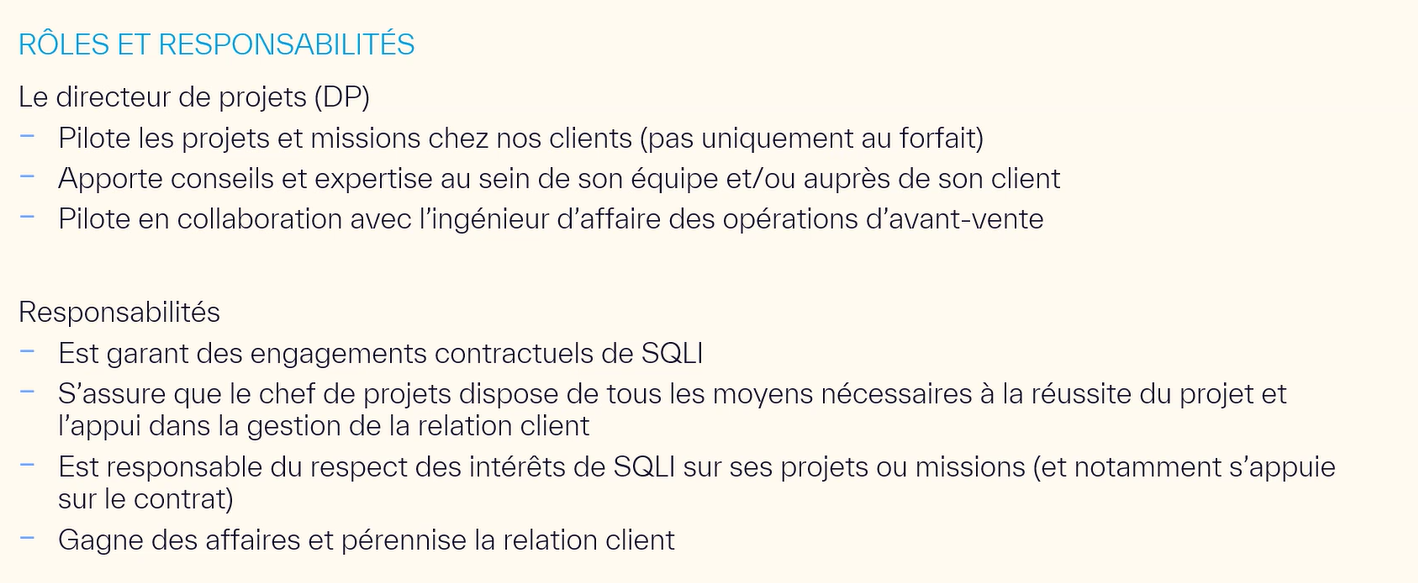 RÔLES ET RESPONSABILITÉS
Le directeur de projets (DP)
– Pilote les projets et missions chez nos clients (pas uniquement au forfait)
– Apporte conseils et expertise au sein de son équipe et/ou auprès de son client
– Pilote en collaboration avec l’ingénieur d’affaire des opérations d’avant-vente
Responsabilités
– Est garant des engagements contractuels de SQLI
– S’assure que le chef de projets dispose de tous les moyens nécessaires à la réussite du projet et
l’appui dans la gestion de la relation client
– Est responsable du respect des intérêts de SQLI sur ses projets ou missions (et notamment s’appuie
sur le contrat)
– Gagne des affaires et pérennise la relation client